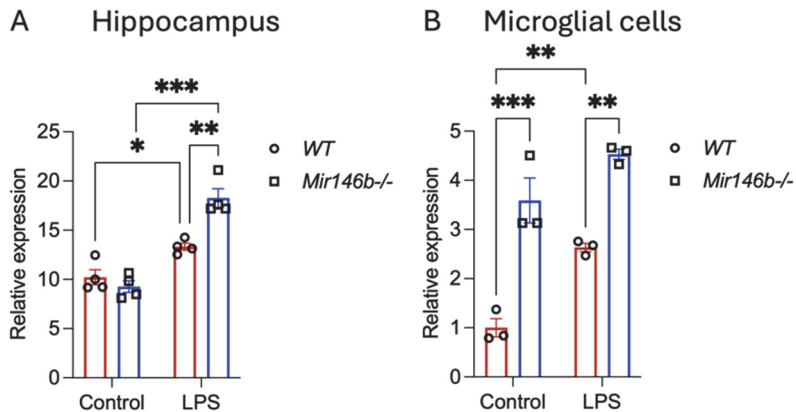 A Hippocampus
***
**
*
25
20
15
10
5
0
Relative expression
Control LPS
WT
Mir146b-/-
B Microglial cells
**
***
**
5
4
3
2
1
0
Relative expression
Control LPS
WT
Mir146b-/-